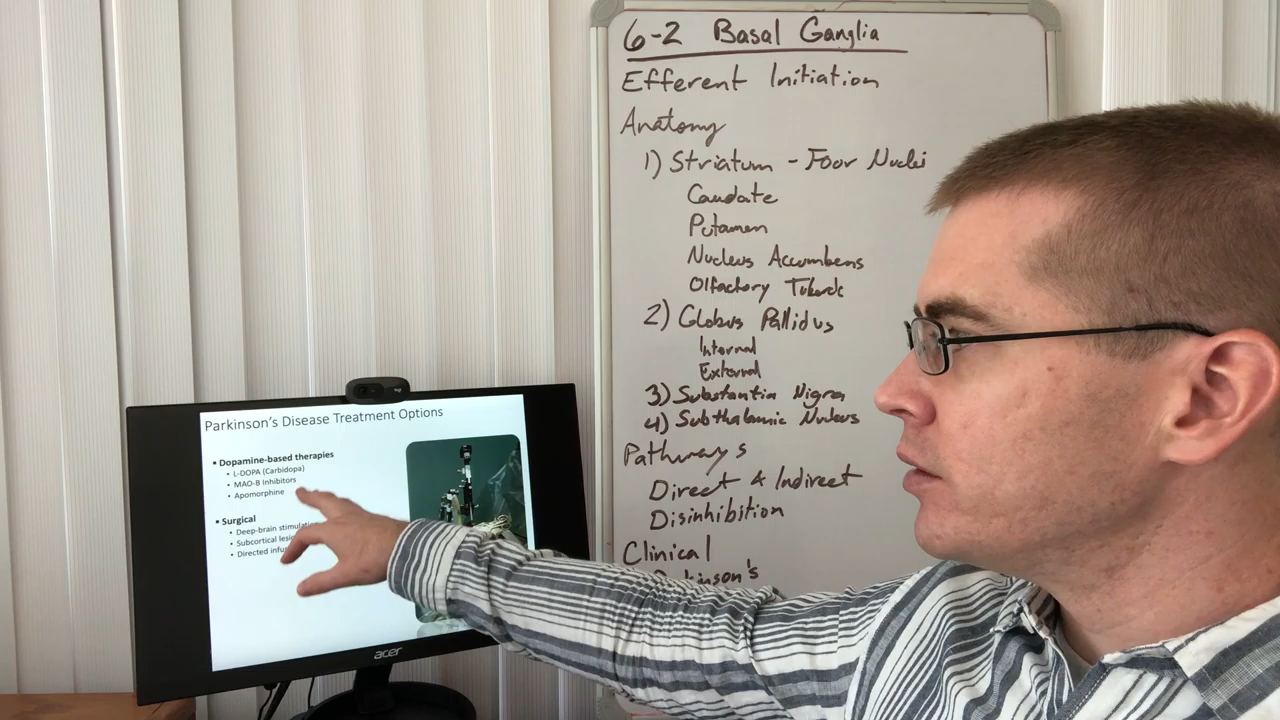 6-2 Basal Ganglia
Efferent Initiation
Anatomy
1) Striatum - Four Nuclei
Caudate
Putamen
Nucleus Accumbens
Olfactory Tubercle
2) Globus Pallidus
Internal
External
3) Substantia Nigra
4) Subthalamic Nucleus
Pathways
Direct & Indirect
Disinhibition
Clinical
Parkinson's
Parkinson's Disease Treatment Options
▪ Dopamine-based therapies
• L-DOPA (Carbidopa)
• MAO-B Inhibitors
• Apomorphine
▪ Surgical
• Deep-brain
• Subcortical
• Directed
acer